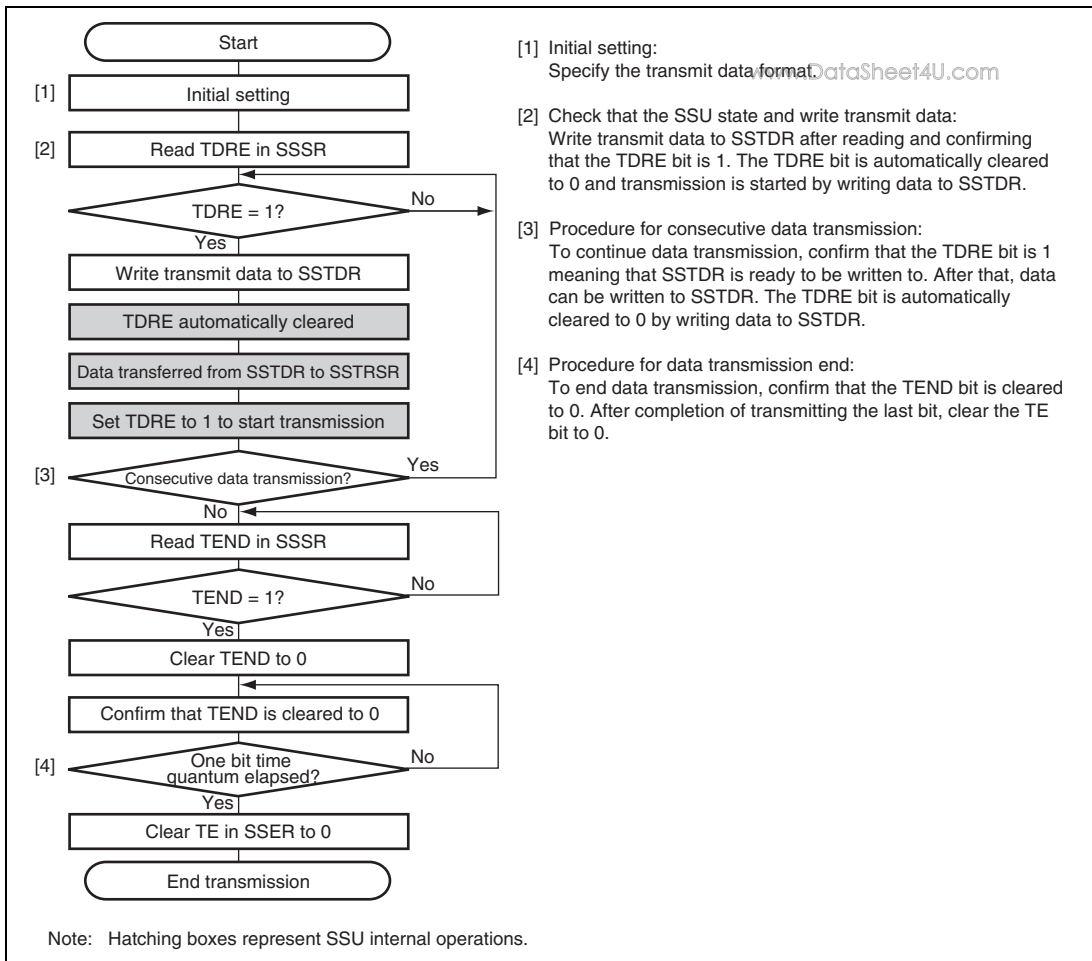 Start
[1]
Initial setting
[2]
Read TDRE in SSSR
TDRE = 1?
No
Yes
Write transmit data to SSTDR
TDRE automatically cleared
Data transferred from SSTDR to SSTRSR
Set TDRE to 1 to start transmission
[3]
Consecutive data transmission?
Yes
No
Read TEND in SSSR
TEND = 1?
No
Yes
Clear TEND to 0
Confirm that TEND is cleared to 0
[4]
One bit time
quantum elapsed?
No
Yes
Clear TE in SSER to 0
End transmission
[1] Initial setting:
Specify the transmit data format.
www.DataSheet4U.com
[2] Check that the SSU state and write transmit data:
Write transmit data to SSTDR after reading and confirming
that the TDRE bit is 1. The TDRE bit is automatically cleared
to 0 and transmission is started by writing data to SSTDR.
[3] Procedure for consecutive data transmission:
To continue data transmission, confirm that the TDRE bit is 1
meaning that SSTDR is ready to be written to. After that, data
can be written to SSTDR. The TDRE bit is automatically
cleared to 0 by writing data to SSTDR.
[4] Procedure for data transmission end:
To end data transmission, confirm that the TEND bit is cleared
to 0. After completion of transmitting the last bit, clear the TE
bit to 0.
Note: Hatching boxes represent SSU internal operations.